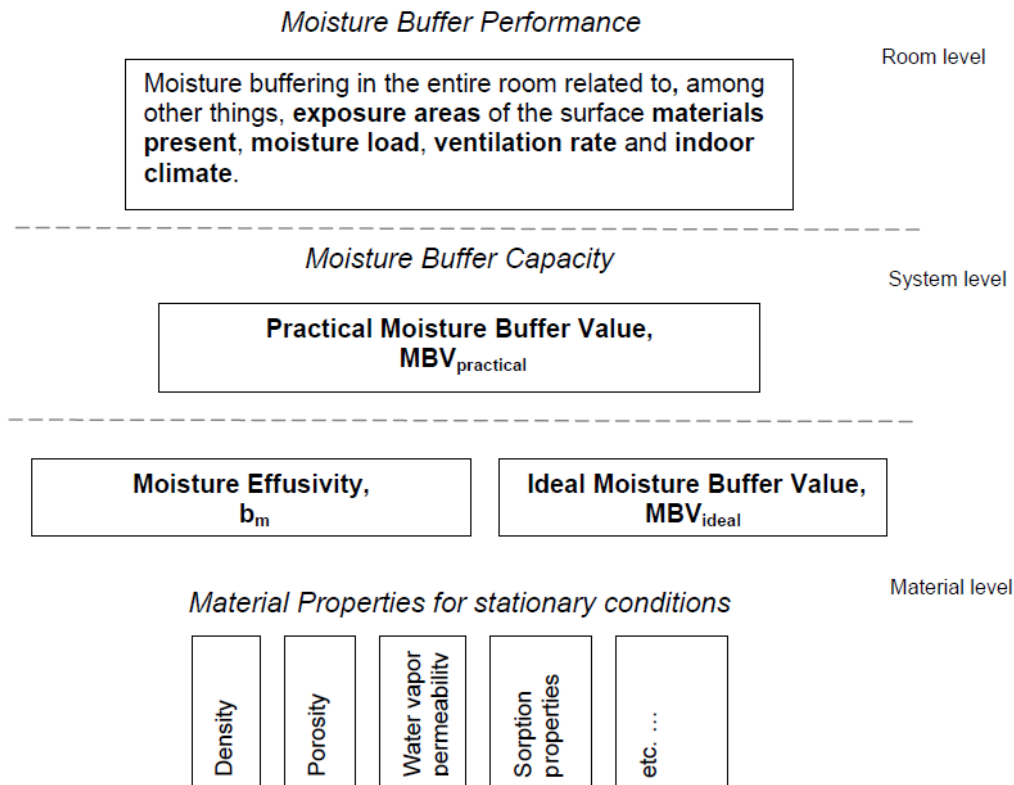 Moisture Buffer Performance
Room level
Moisture buffering in the entire room related to, among
other things, exposure areas of the surface materials
present, moisture load, ventilation rate and indoor
climate.
Moisture Buffer Capacity
System level
Practical Moisture Buffer Value,
MBVpractical
Moisture Effusivity,
bm
Ideal Moisture Buffer Value,
MBVideal
Material level
Material Properties for stationary conditions
Density
Porosity
Water vapor
permeability
Sorption
properties
etc. …